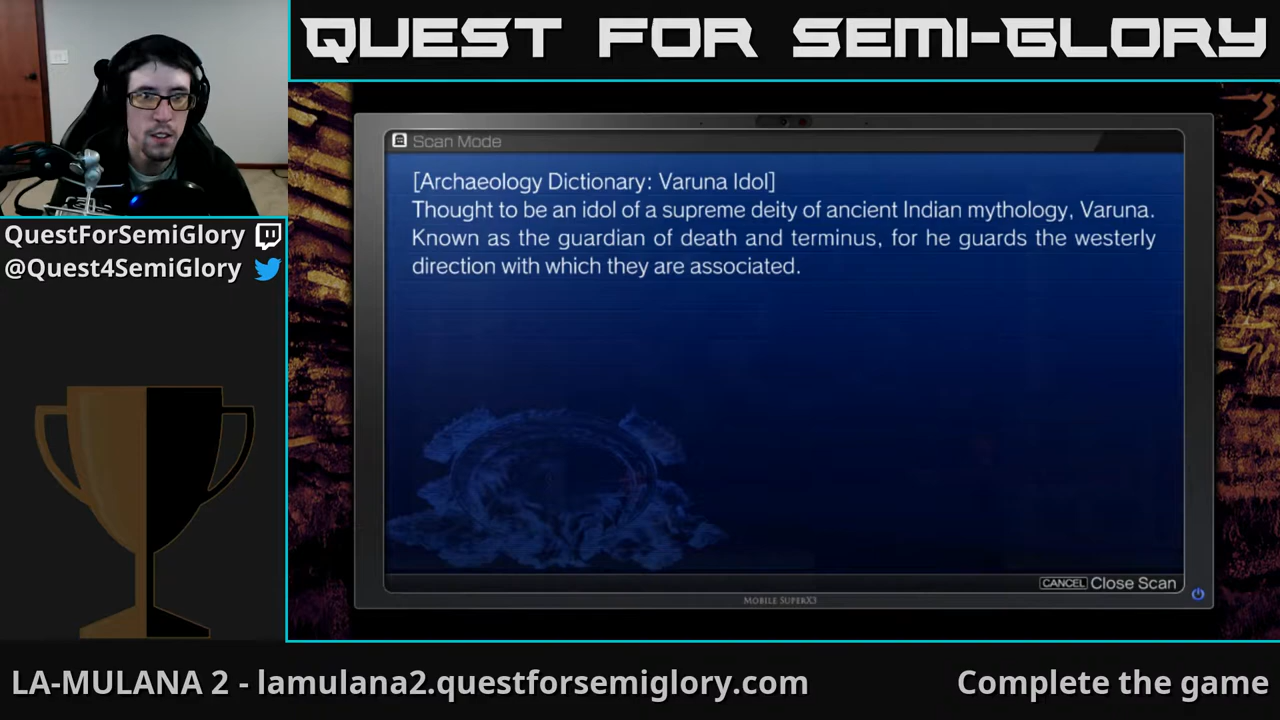 QUEST FOR SEMI-GLORY
QuestForSemiGlory
@Quest4SemiGlory
Scan Mode
[Archaeology Dictionary: Varuna Idol]
Thought to be an idol of a supreme deity of ancient Indian mythology, Varuna.
Known as the guardian of death and terminus, for he guards the westerly
direction with which they are associated.
CANCEL Close Scan
MOBILE SUPERX3
LA-MULANA 2 - lamulana2.questforsemiglory.com
Complete the game